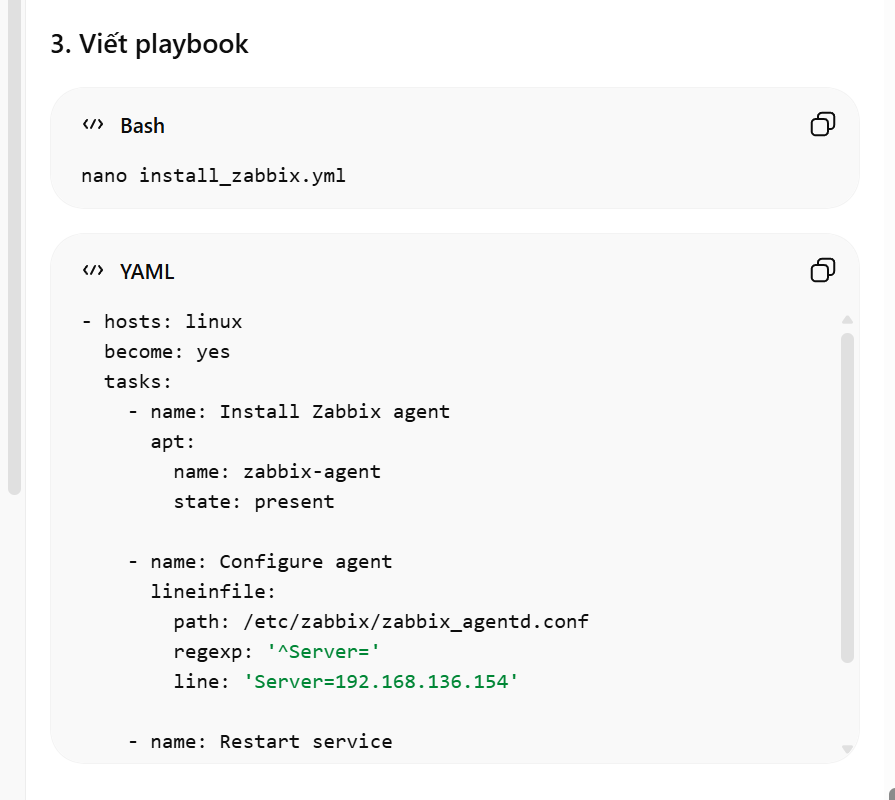 3. Viết playbook
Bash
nano install_zabbix.yml
YAML
- hosts: linux
  become: yes
  tasks:
    - name: Install Zabbix agent
      apt:
        name: zabbix-agent
        state: present

    - name: Configure agent
      lineinfile:
        path: /etc/zabbix/zabbix_agentd.conf
        regexp: '^Server='
        line: 'Server=192.168.136.154'

    - name: Restart service